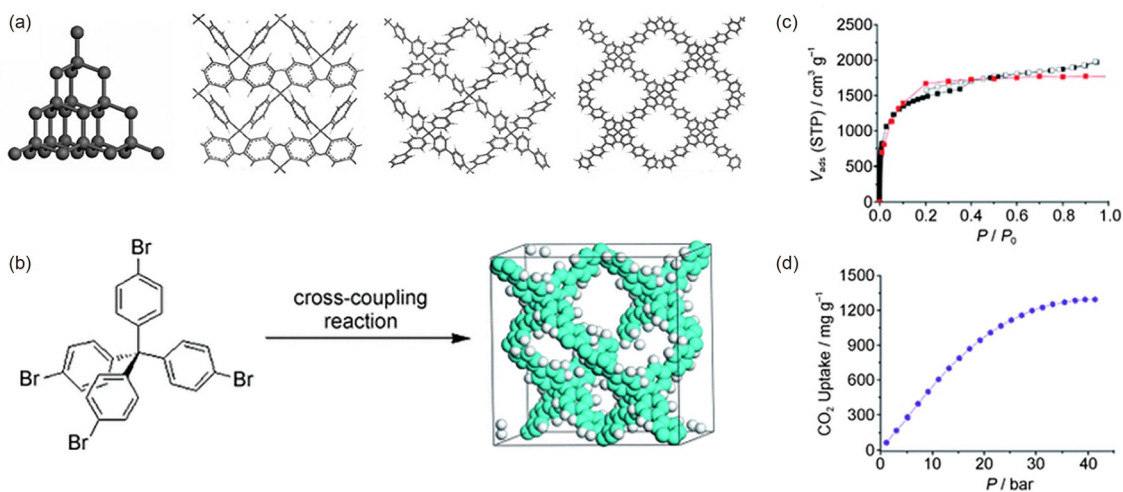 (a)
(c)
V_ads (STP) / cm³ g⁻¹
2500
2000
1500
1000
500
0
0.0 0.2 0.4 0.6 0.8 1.0
P / P₀
(b)
Br
Br
Br
Br
cross-coupling
reaction
(d)
CO₂ Uptake / mg g⁻¹
1500
1200
900
600
300
0
0 10 20 30 40
P / bar